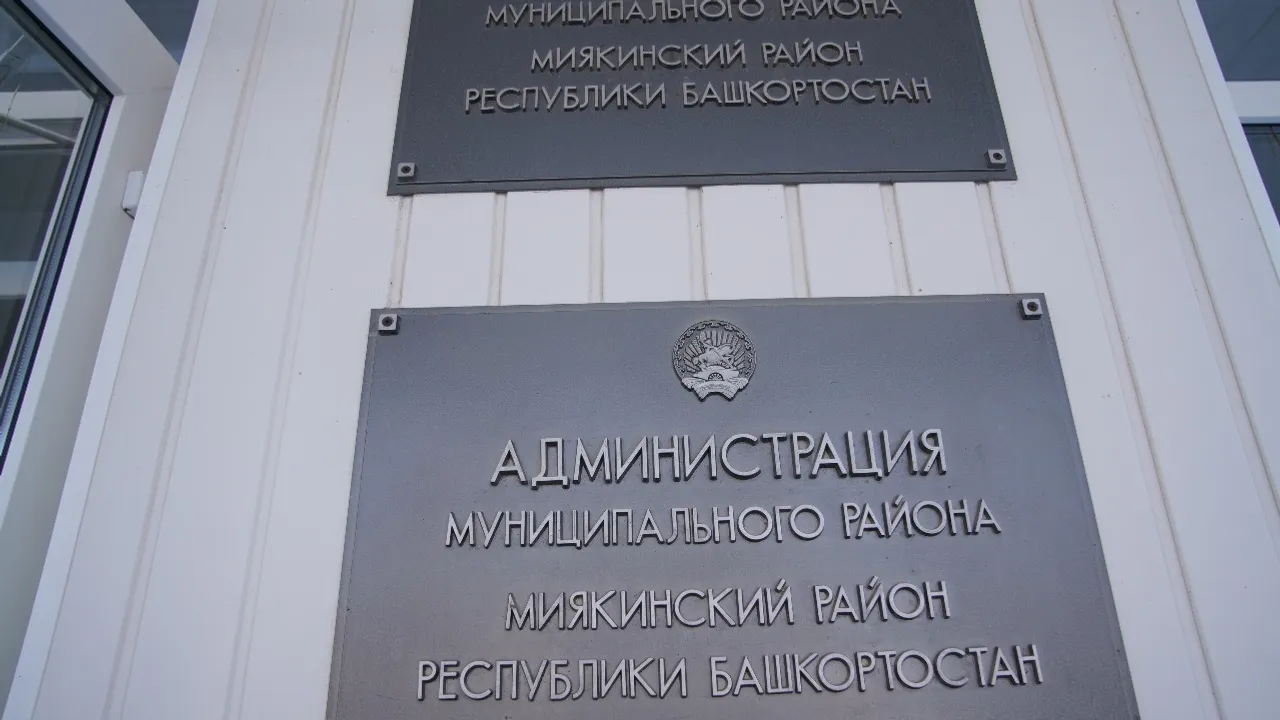 МУНИЦИПАЛЬНОГО РАЙОНА
МИЯКИНСКИЙ РАЙОН
РЕСПУБЛИКИ БАШКОРТОСТАН
АДМИНИСТРАЦИЯ
МУНИЦИПАЛЬНОГО РАЙОНА
МИЯКИНСКИЙ РАЙОН
РЕСПУБЛИКИ БАШКОРТОСТАН